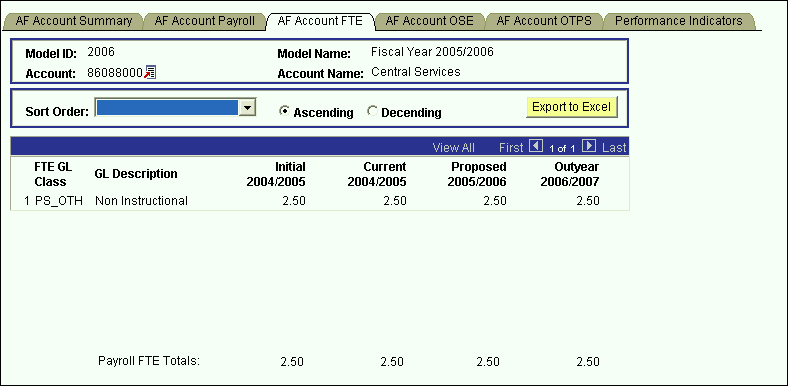 AF Account Summary AF Account Payroll AF Account FTE AF Account OSE AF Account OTPS Performance Indicators
Model ID: 2006 Model Name: Fiscal Year 2005/2006
Account: 86088000 Account Name: Central Services
Sort Order: Ascending Decending Export to Excel
View All First 1 of 1 Last
FTE GL Class GL Description Initial 2004/2005 Current 2004/2005 Proposed 2005/2006 Outyear 2006/2007
1 PS_OTH Non Instructional 2.50 2.50 2.50 2.50
Payroll FTE Totals: 2.50 2.50 2.50 2.50